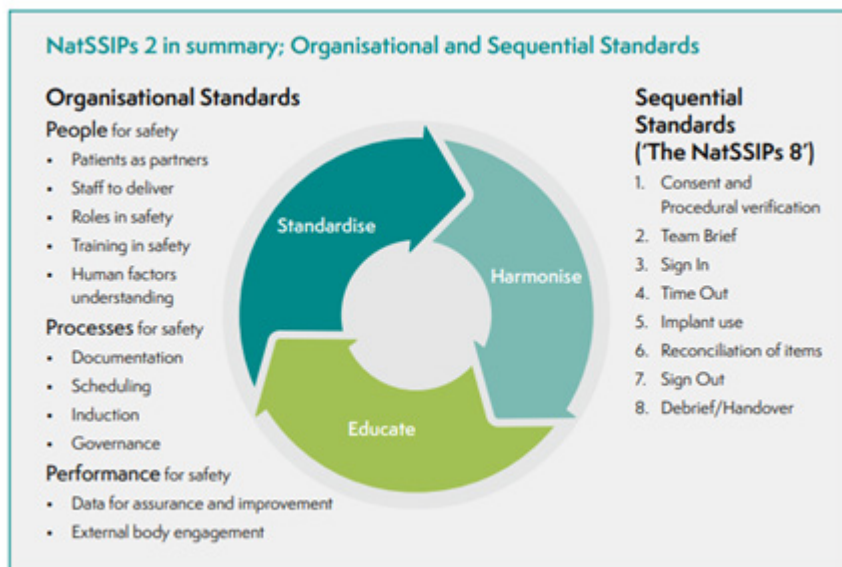 NatSSIPs 2 in summary; Organisational and Sequential Standards
Organisational Standards
People for safety
• Patients as partners
• Staff to deliver
• Roles in safety
• Training in safety
• Human factors
understanding
Processes for safety
• Documentation
• Scheduling
• Induction
• Governance
Performance for safety
• Data for assurance and improvement
• External body engagement
Standardise
Harmonise
Educate
Sequential
Standards
('The NatSSIPs 8')
1. Consent and
Procedural verification
2. Team Brief
3. Sign In
4. Time Out
5. Implant use
6. Reconciliation of items
7. Sign Out
8. Debrief/Handover